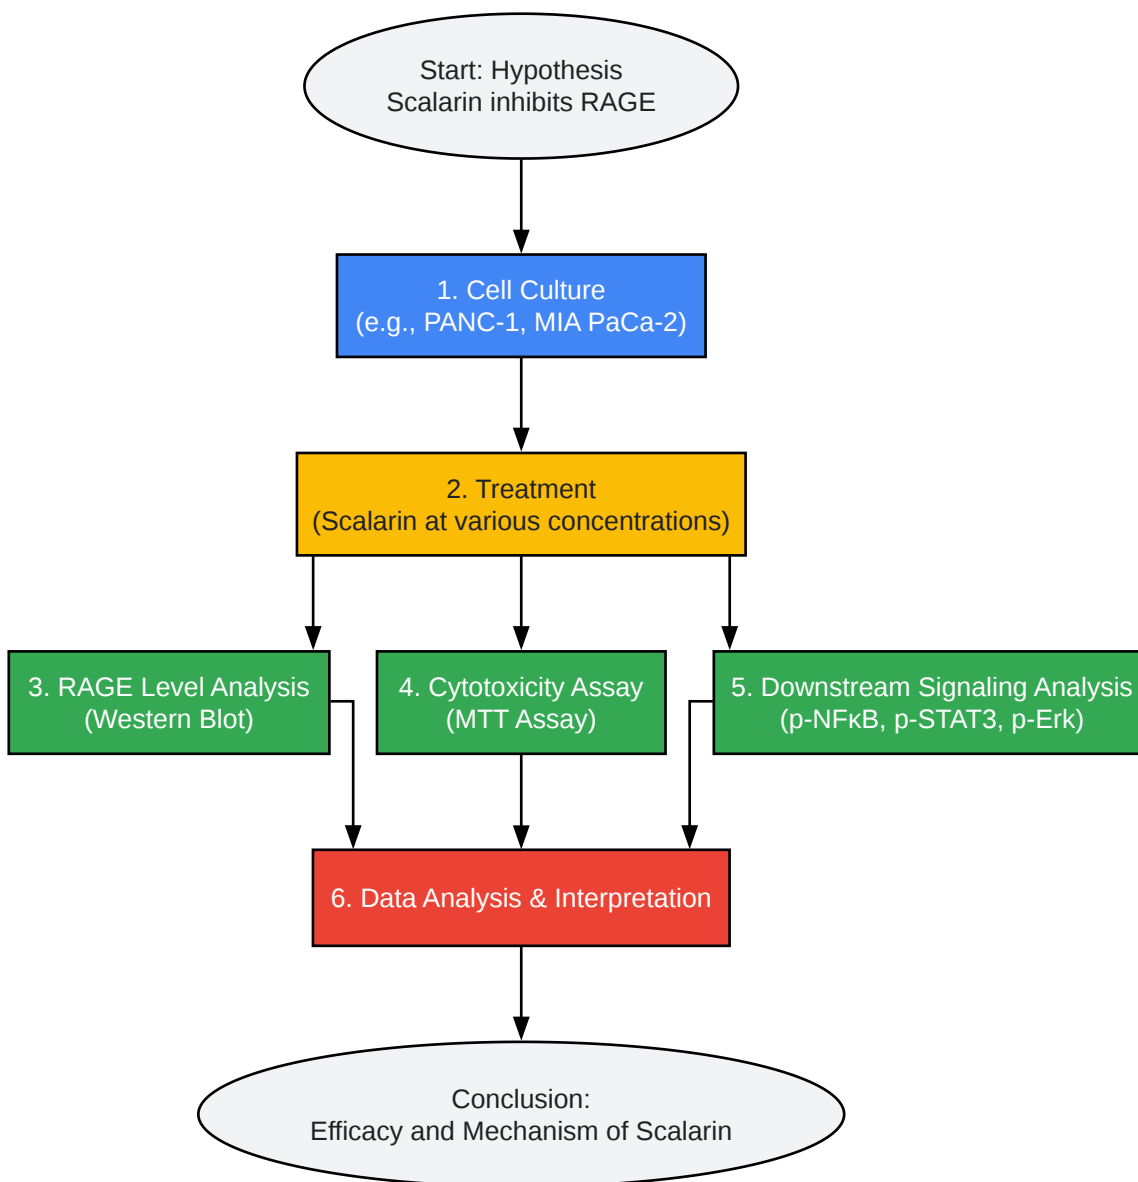 Start: Hypothesis
Scalarin inhibits RAGE
1. Cell Culture
(e.g., PANC-1, MIA PaCa-2)
2. Treatment
(Scalarin at various concentrations)
3. RAGE Level Analysis
(Western Blot)
4. Cytotoxicity Assay
(MTT Assay)
5. Downstream Signaling Analysis
(p-NFκB, p-STAT3, p-Erk)
6. Data Analysis & Interpretation
Conclusion:
Efficacy and Mechanism of Scalarin